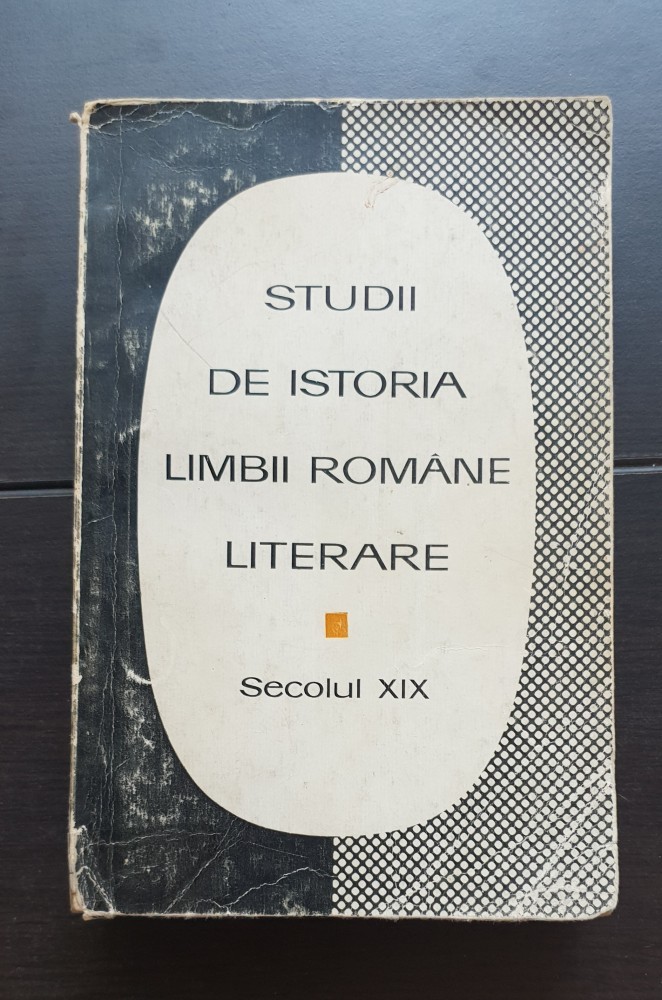 STUDII
DE ISTORIA
LIMBII ROMÂNE
LITERARE
Secolul XIX